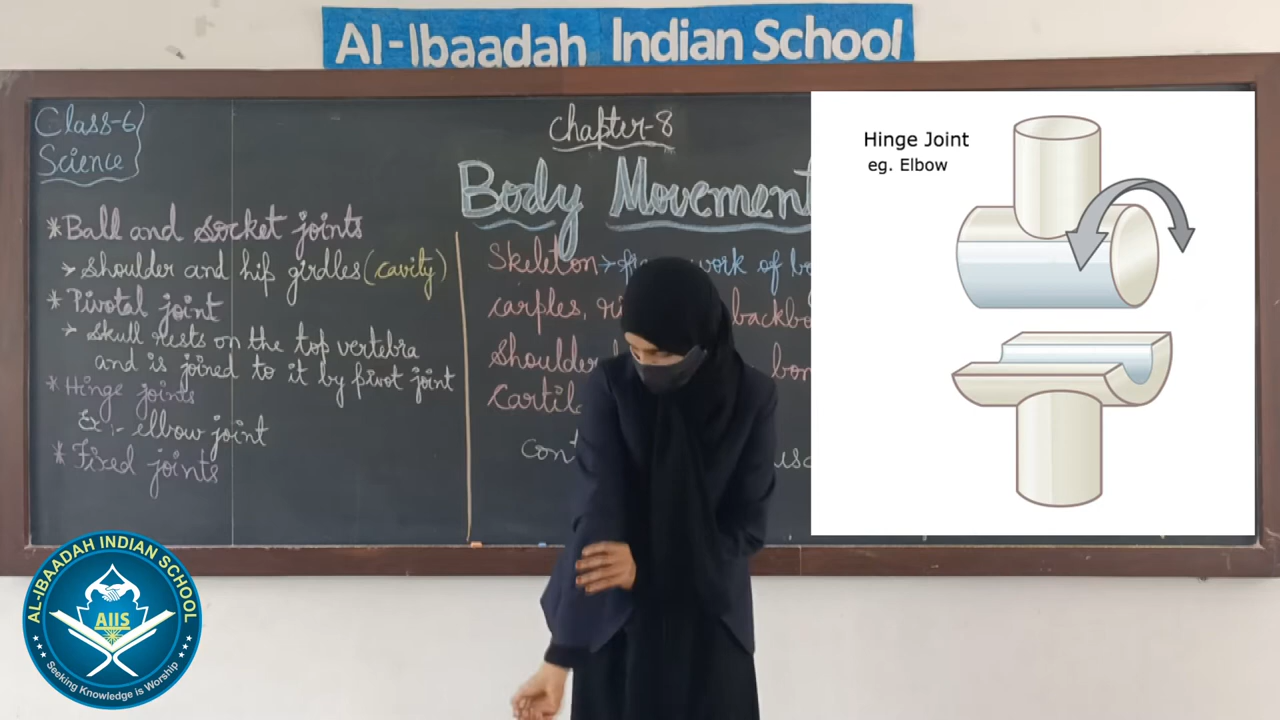 Al-Ibaadah Indian School
Class-6
Science
Chapter-8
Body Movement
* Ball and socket joints
> Shoulder and hip girdles (cavity)
* Pivotal joint
> Skull rests on the top vertebra
and is joined to it by pivot joint
* Hinge joints
Ex:- elbow joint
* Fixed joints
Skeleton → work of
carples,
Shoulder
Hinge Joint
eg. Elbow
AL-IBAADAH INDIAN SCHOOL
AIIS
Seeking Knowledge is Worship